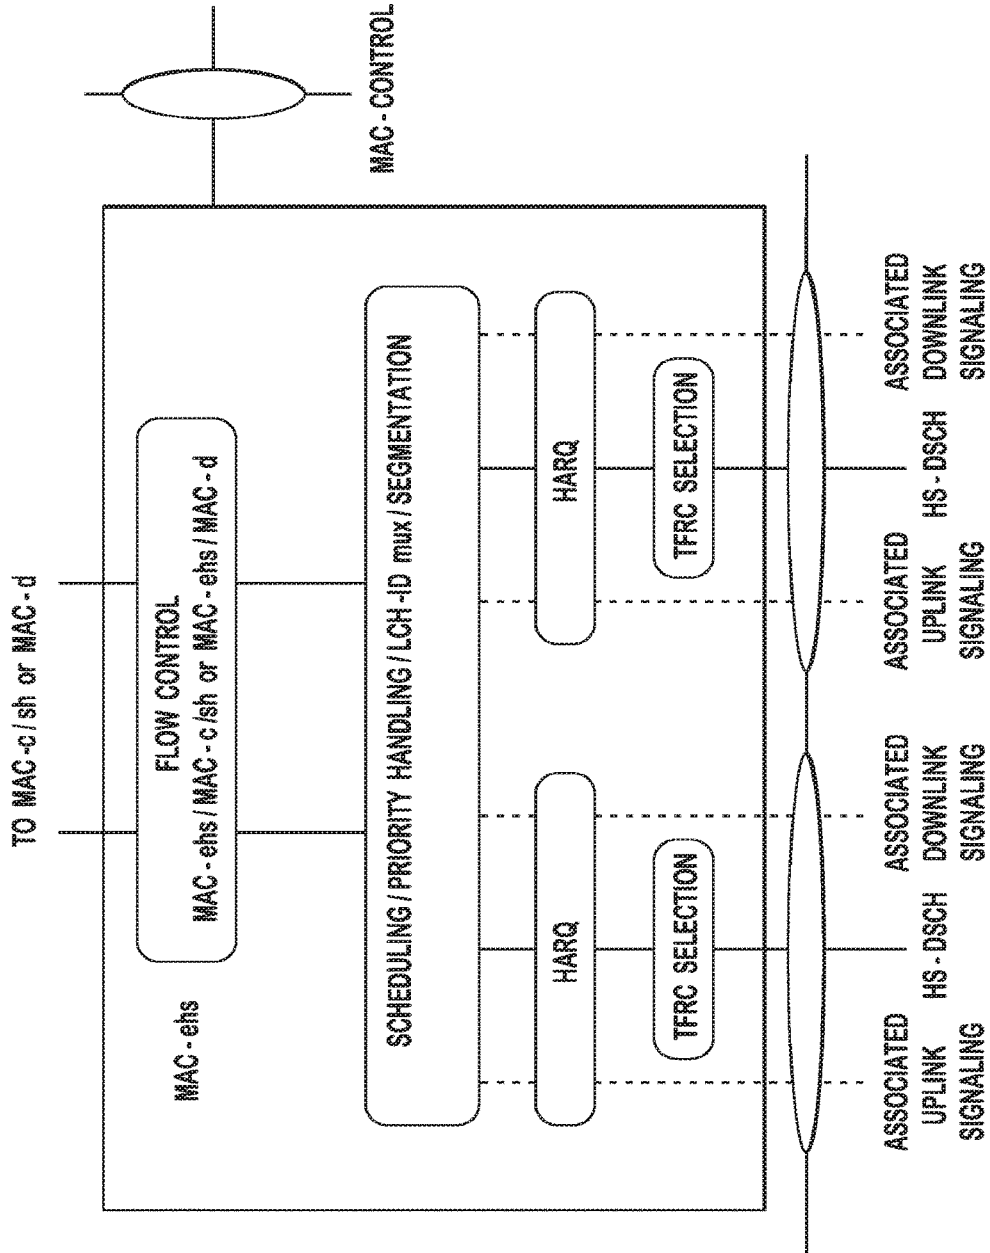 TO MAC-c/sh or MAC-d
MAC-CONTROL
MAC-ehs
FLOW CONTROL
MAC-ehs/MAC-c/sh or MAC-ehs/MAC-d
SCHEDULING/PRIORITY HANDLING/LCH-ID mux/SEGMENTATION
HARQ
HARQ
TFRC SELECTION
TFRC SELECTION
ASSOCIATED
UPLINK
SIGNALING
HS-DSCH
ASSOCIATED
DOWNLINK
SIGNALING
ASSOCIATED
UPLINK
SIGNALING
HS-DSCH
ASSOCIATED
DOWNLINK
SIGNALING